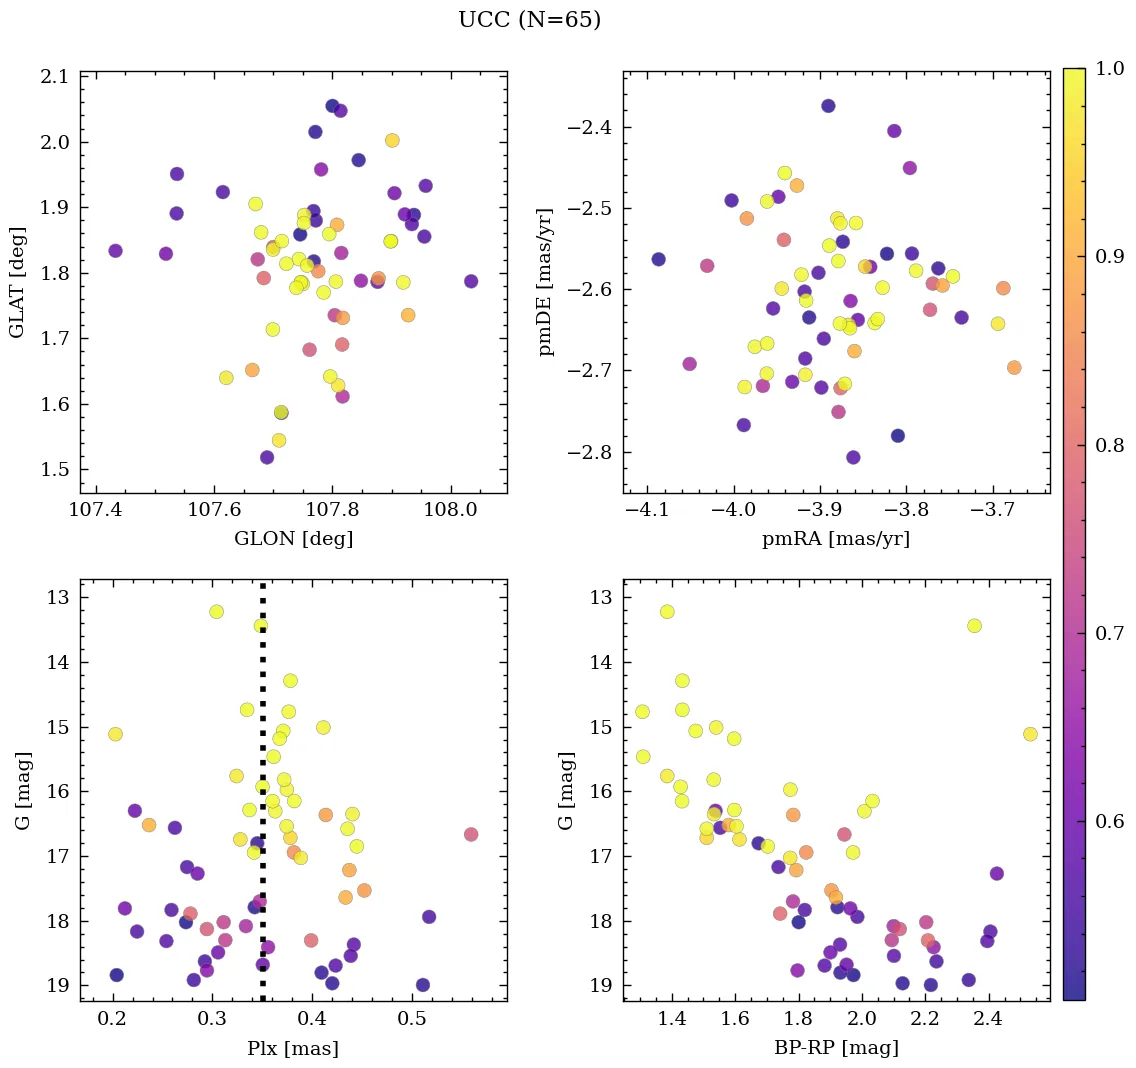 UCC (N=65)
2.1
2.0
1.9
1.8
1.7
1.6
1.5
GLAT [deg]
107.4 107.6 107.8 108.0
GLON [deg]
−2.4
−2.5
−2.6
−2.7
−2.8
pmDE [mas/yr]
−4.1 −4.0 −3.9 −3.8 −3.7
pmRA [mas/yr]
13
14
15
16
17
18
19
G [mag]
0.2 0.3 0.4 0.5
Plx [mas]
13
14
15
16
17
18
19
G [mag]
1.4 1.6 1.8 2.0 2.2 2.4
BP-RP [mag]
1.0
0.9
0.8
0.7
0.6